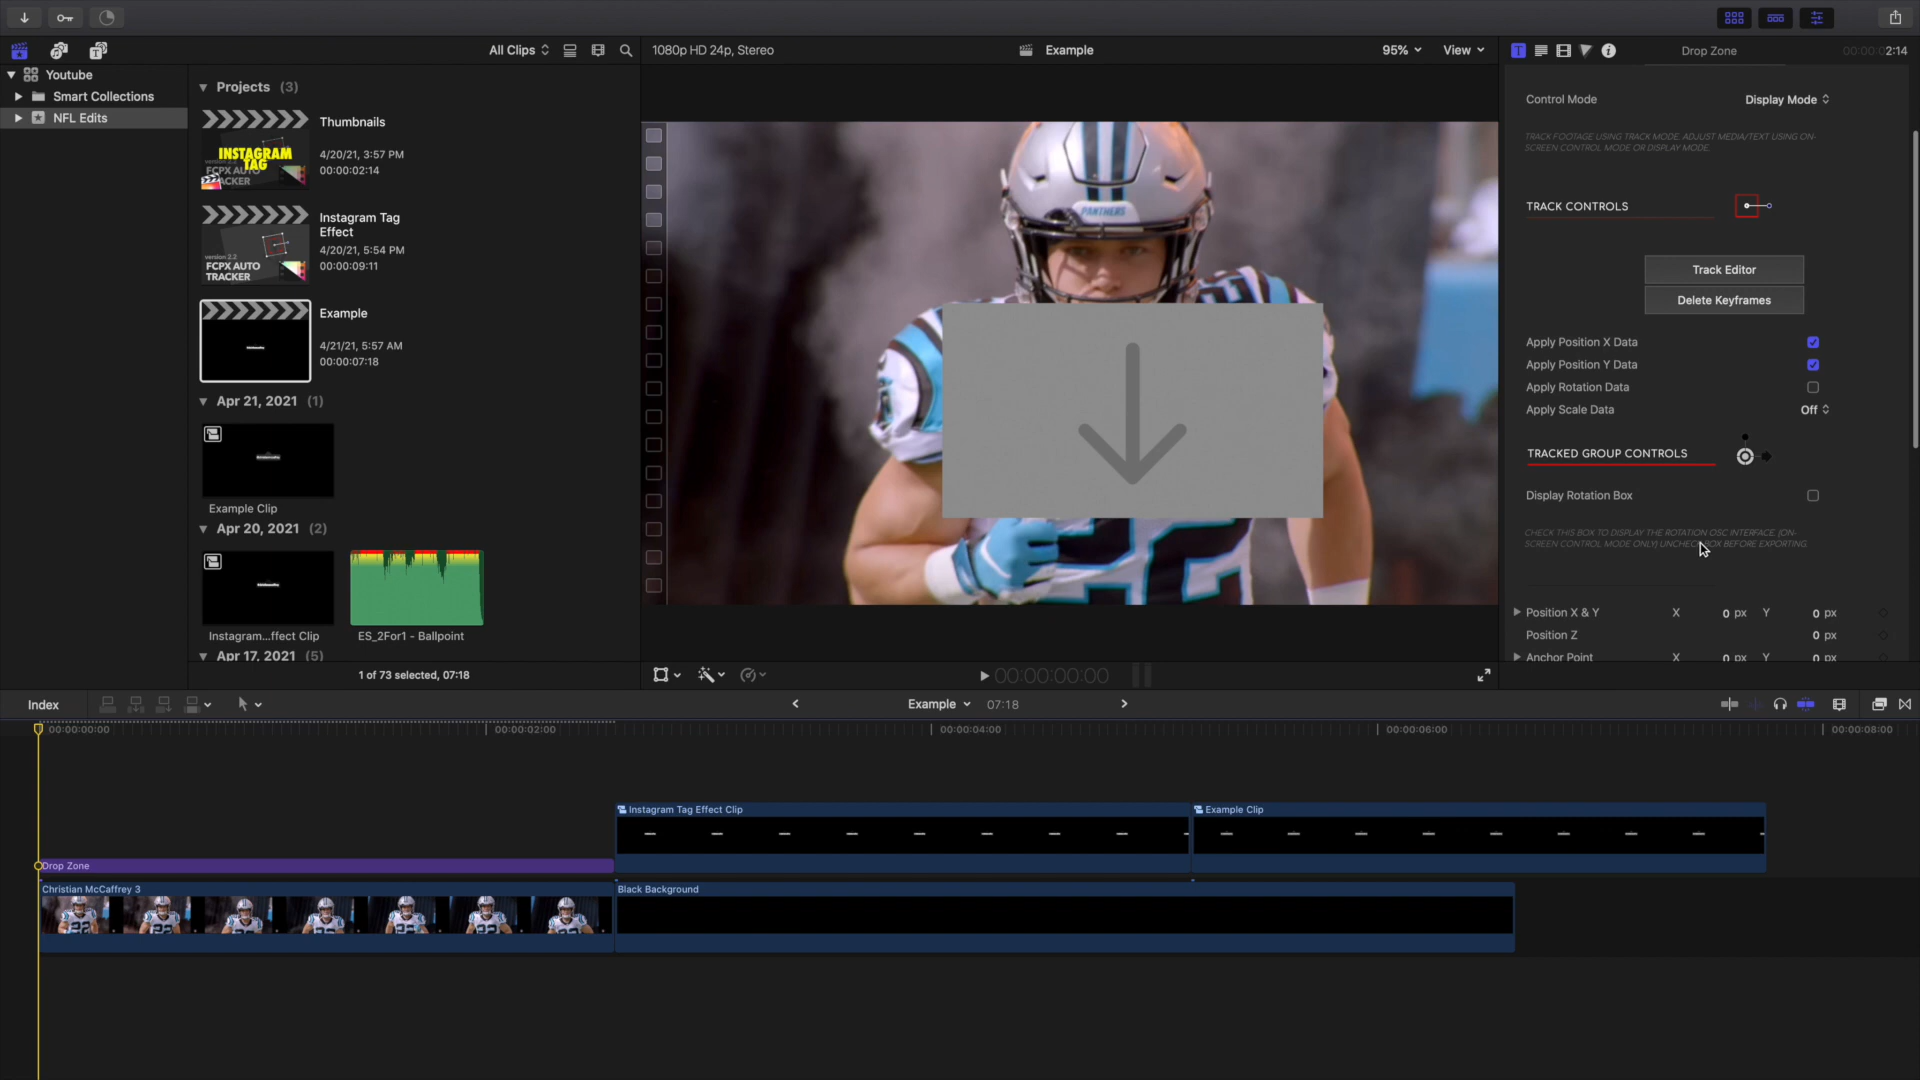 All Clips
1080p HD 24p, Stereo
Example
95%
View
Drop Zone
00:00:02:14
Youtube
Smart Collections
NFL Edits
Projects (3)
Thumbnails
4/20/21, 3:57 PM
00:00:02:14
version 2.2
INSTAGRAM
TAG
FCPX AUTO
TRACKER
Instagram Tag
Effect
4/20/21, 5:54 PM
00:00:09:11
version 2.2
FCPX AUTO
TRACKER
Example
4/21/21, 5:57 AM
00:00:07:18
Apr 21, 2021 (1)
Example Clip
Apr 20, 2021 (2)
Instagram...ffect Clip
ES_2For1 - Ballpoint
Apr 17, 2021 (5)
1 of 73 selected, 07:18
PANTHERS
22
00:00:00:00
Control Mode
Display Mode
TRACK FOOTAGE USING TRACK MODE. ADJUST MEDIA/TEXT USING ON-
SCREEN CONTROL MODE OR DISPLAY MODE.
TRACK CONTROLS
Track Editor
Delete Keyframes
Apply Position X Data
Apply Position Y Data
Apply Rotation Data
Apply Scale Data
Off
TRACKED GROUP CONTROLS
Display Rotation Box
CHECK THIS BOX TO DISPLAY THE ROTATION OSC INTERFACE. (ON-
SCREEN CONTROL MODE ONLY) UNCHECK BOX BEFORE EXPORTING.
Position X & Y X 0 px Y 0 px
Position Z 0 px
Anchor Point X 0 px Y 0 px
Index
Example
07:18
00:00:00:00
00:00:02:00
00:00:04:00
00:00:06:00
00:00:08:00
Instagram Tag Effect Clip
Example Clip
Drop Zone
Christian McCaffrey 3
Black Background